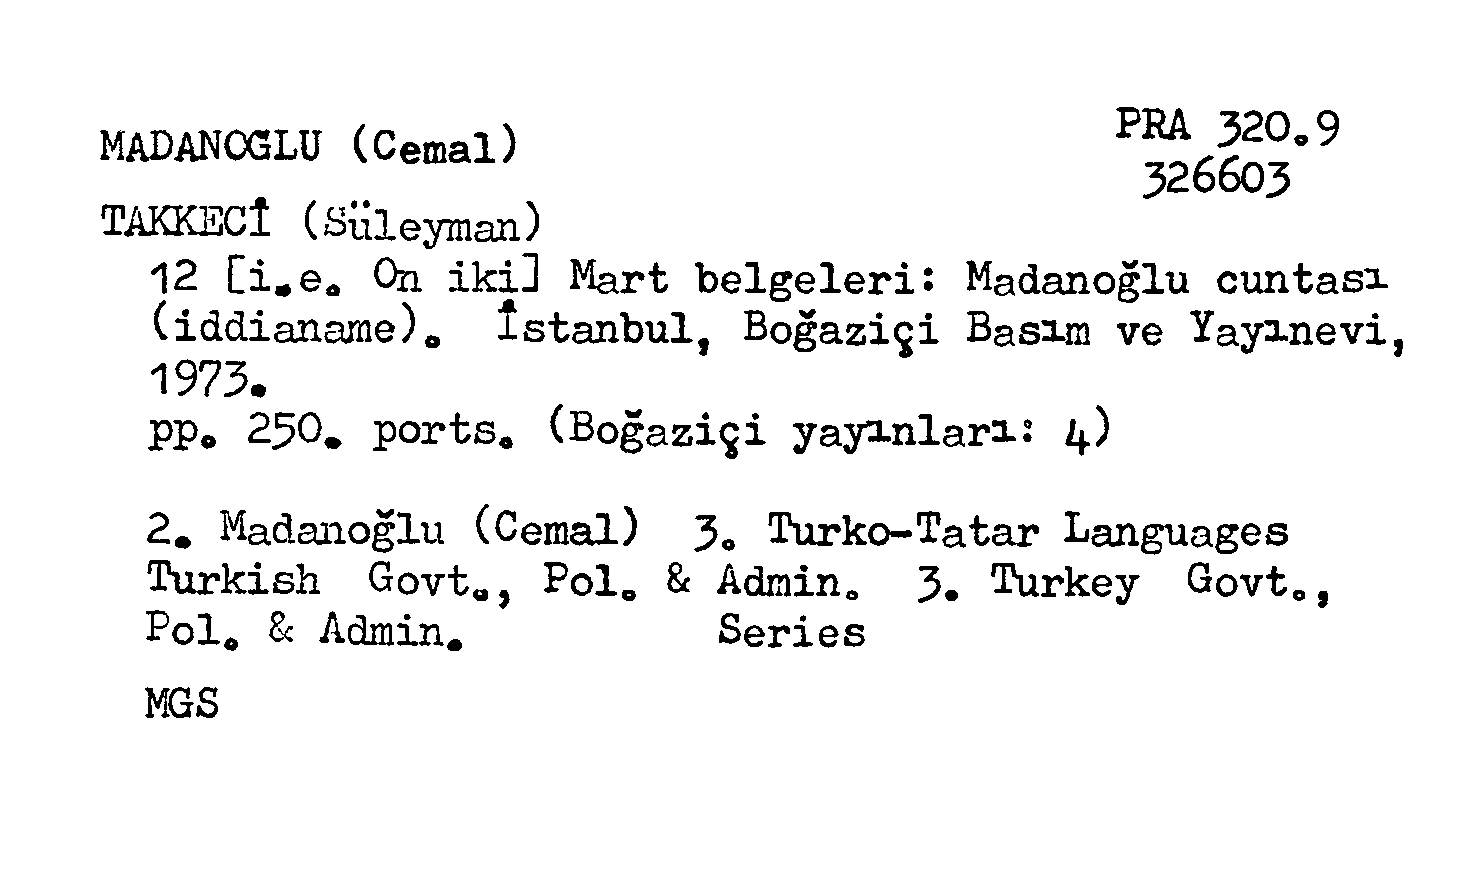 MADANOGLU (Cemal)
PRA 320.9
326603
TAKKECİ (Süleyman)
12 [i.e. On iki] Mart belgeleri: Madanoğlu cuntası
(iddianame). İstanbul, Boğaziçi Basım ve Yayınevi,
1973.
pp. 250. ports. (Boğaziçi yayınları: 4)
2. Madanoğlu (Cemal) 3. Turko-Tatar Languages
Turkish Govt., Pol. & Admin. 3. Turkey Govt.,
Pol. & Admin. Series
MGS